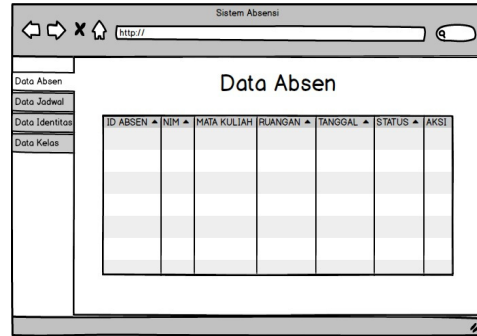 Sistem Absensi
http://
Data Absen
Data Jadwal
Data Identitas
Data Kelas
Data Absen
ID ABSEN NIM MATA KULIAH RUANGAN TANGGAL STATUS AKSI